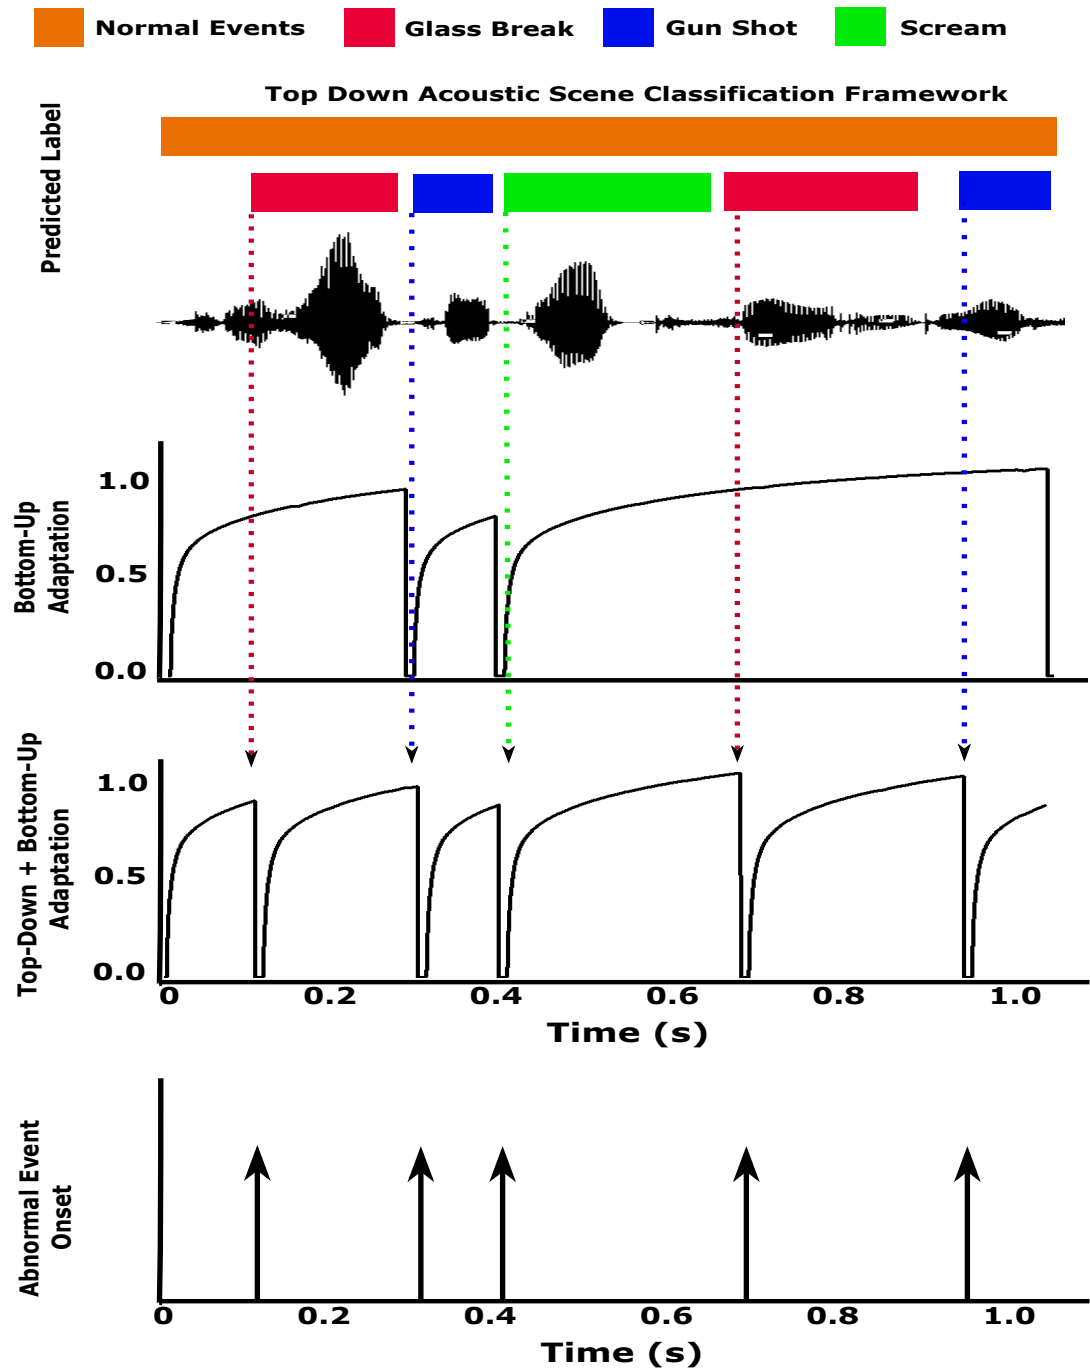 Normal Events Glass Break Gun Shot Scream
Top Down Acoustic Scene Classification Framework
Predicted Label
Bottom-Up
Adaptation
1.0
0.5
0.0
Top-Down + Bottom-Up
Adaptation
1.0
0.5
0.0
0 0.2 0.4 0.6 0.8 1.0
Time (s)
Abnormal Event
Onset
0 0.2 0.4 0.6 0.8 1.0
Time (s)